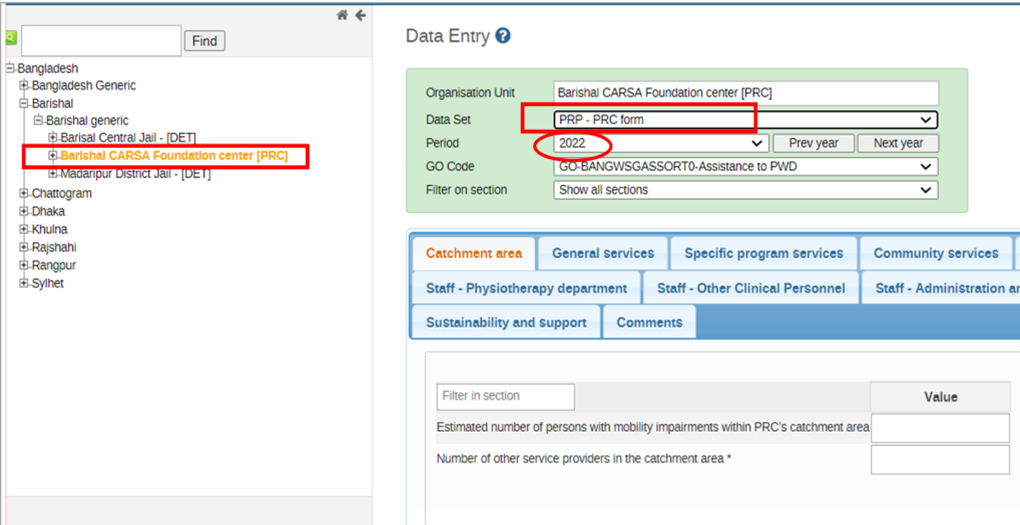 Find
Bangladesh
Bangladesh Generic
Barishal
Barishal generic
Barisal Central Jail - [DET]
Barishal CARSA Foundation center [PRC]
Madaripur District Jail - [DET]
Chattogram
Dhaka
Khulna
Rajshahi
Rangpur
Sylhet
Data Entry ?
Organisation Unit Barishal CARSA Foundation center [PRC]
Data Set PRP - PRC form
Period 2022 Prev year Next year
GO Code GO-BANGWSGASSORT0-Assistance to PWD
Filter on section Show all sections
Catchment area General services Specific program services Community services
Staff - Physiotherapy department Staff - Other Clinical Personnel Staff - Administration ar
Sustainability and support Comments
Filter in section Value
Estimated number of persons with mobility impairments within PRC's catchment area
Number of other service providers in the catchment area *